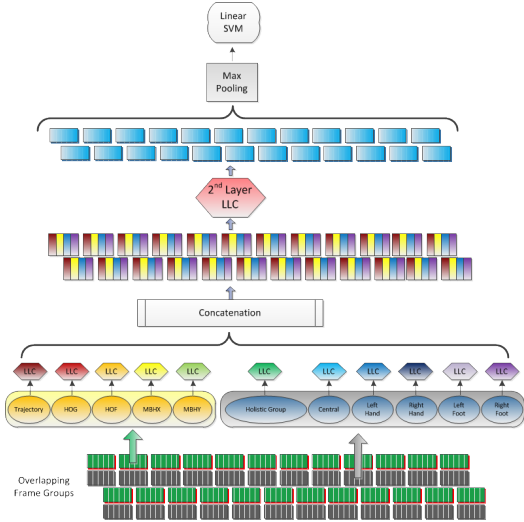 Linear
SVM
Max
Pooling
2nd Layer
LLC
Concatenation
LLC LLC LLC LLC LLC LLC LLC LLC LLC LLC LLC
Trajectory HOG HOF MBHX MBHY Holistic Group Central Left Hand Right Hand Left Foot Right Foot
Overlapping
Frame Groups